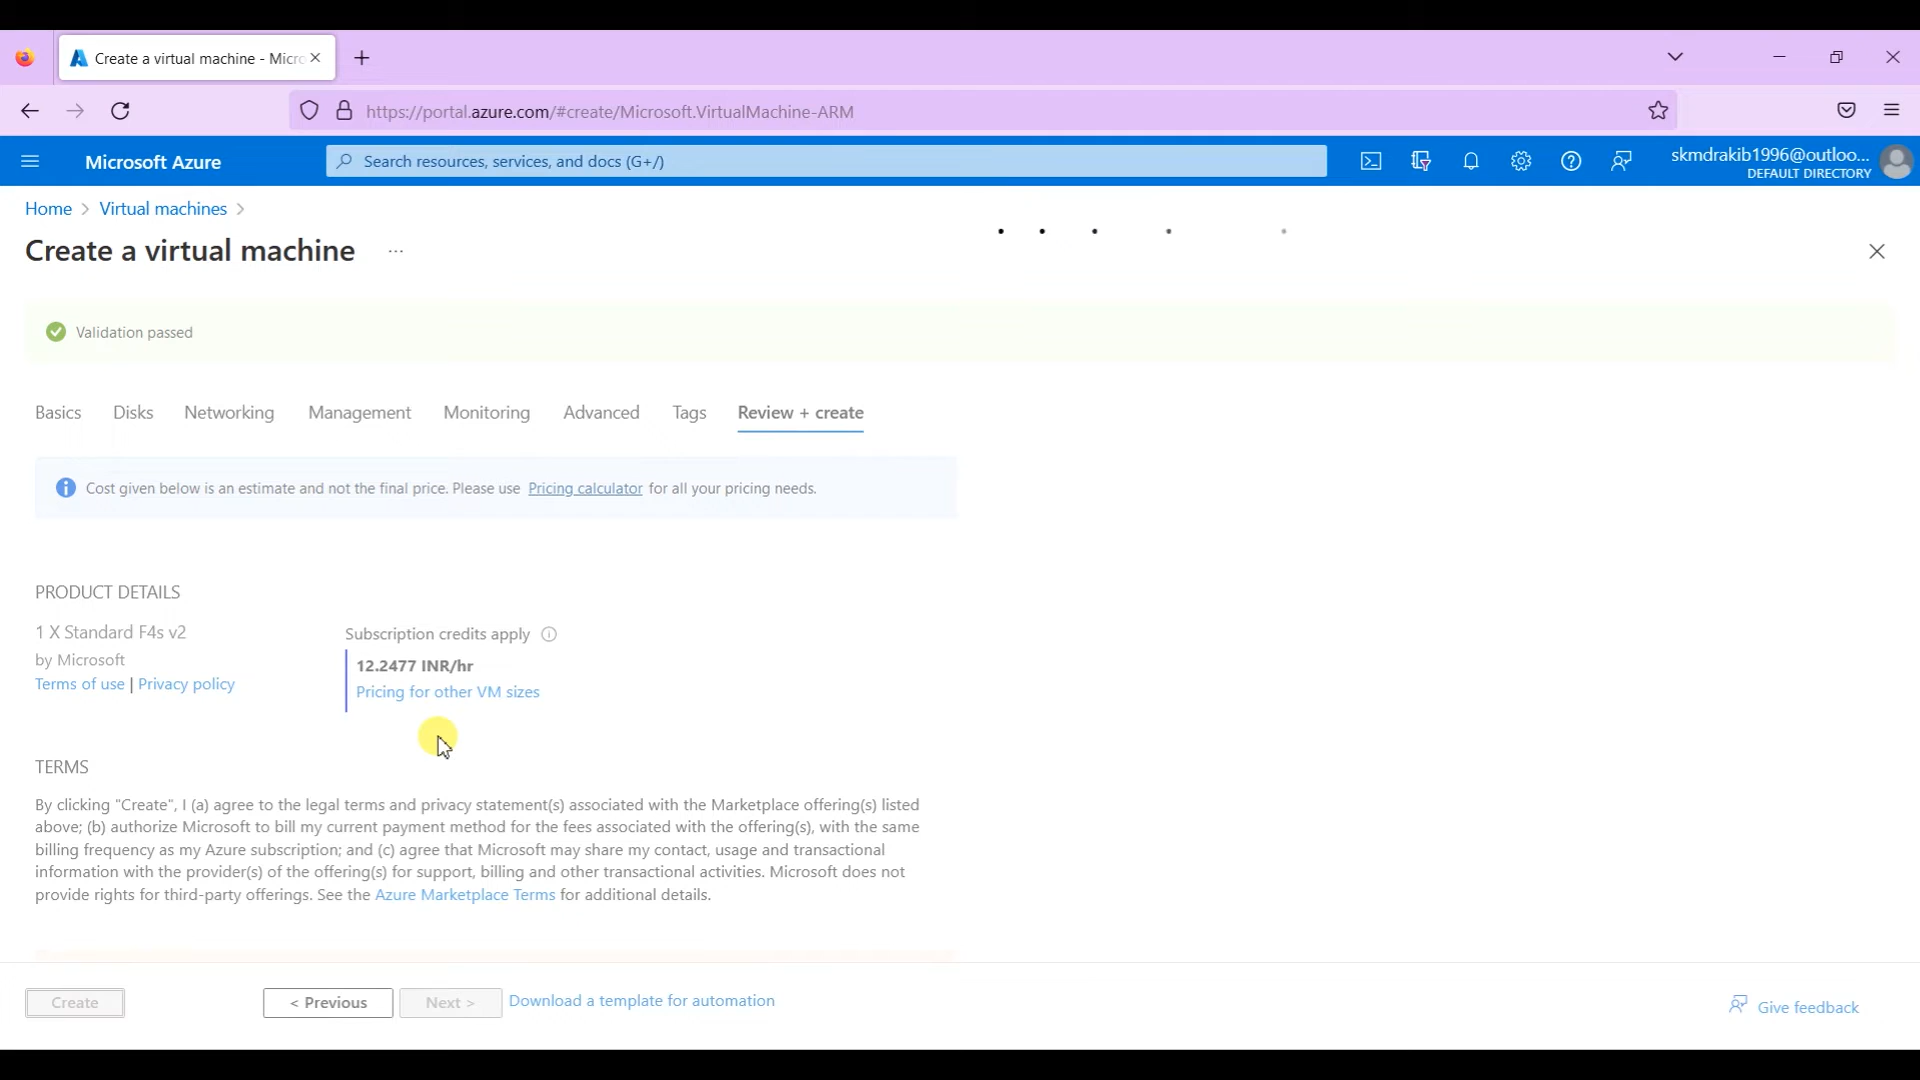 Create a virtual machine - Micro
https://portal.azure.com/#create/Microsoft.VirtualMachine-ARM
Microsoft Azure
Search resources, services, and docs (G+/)
skmdrakib1996@outloo...
DEFAULT DIRECTORY
Home > Virtual machines >
Create a virtual machine ...
Validation passed
Basics Disks Networking Management Monitoring Advanced Tags Review + create
Cost given below is an estimate and not the final price. Please use Pricing calculator for all your pricing needs.
PRODUCT DETAILS
1 X Standard F4s v2
by Microsoft
Terms of use | Privacy policy
Subscription credits apply
12.2477 INR/hr
Pricing for other VM sizes
TERMS
By clicking "Create", I (a) agree to the legal terms and privacy statement(s) associated with the Marketplace offering(s) listed
above; (b) authorize Microsoft to bill my current payment method for the fees associated with the offering(s), with the same
billing frequency as my Azure subscription; and (c) agree that Microsoft may share my contact, usage and transactional
information with the provider(s) of the offering(s) for support, billing and other transactional activities. Microsoft does not
provide rights for third-party offerings. See the Azure Marketplace Terms for additional details.
Create
< Previous
Next >
Download a template for automation
Give feedback